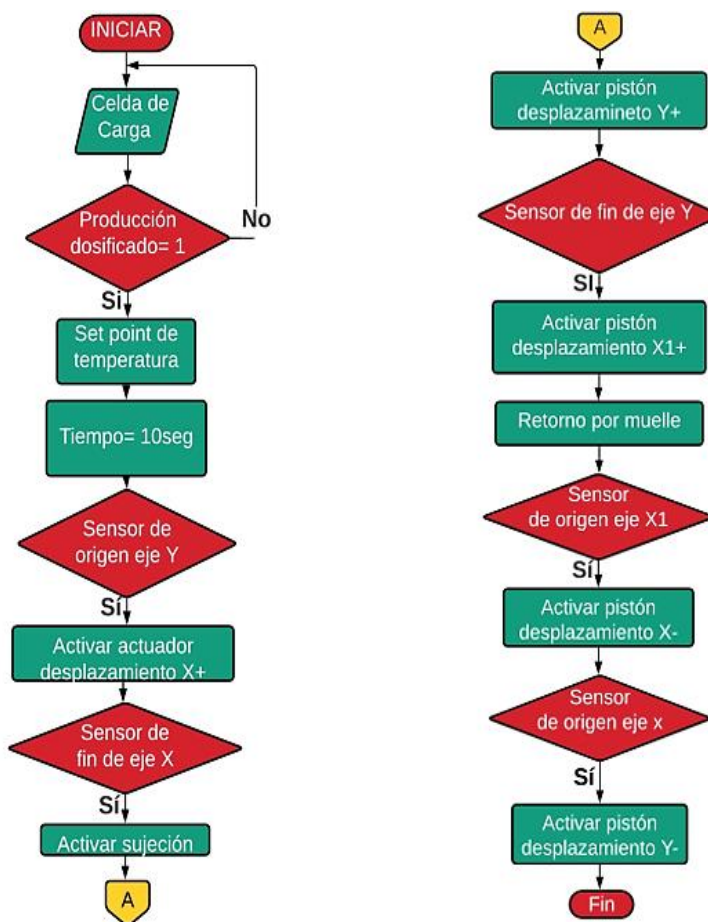 INICIAR
Celda de
Carga
Producción
dosificado= 1
No
Si
Set point de
temperatura
Tiempo= 10seg
Sensor de
origen eje Y
Sí
Activar actuador
desplazamiento X+
Sensor de
fin de eje X
Sí
Activar sujeción
A
A
Activar pistón
desplazamineto Y+
Sensor de fin de eje Y
SI
Activar pistón
desplazamiento X1+
Retorno por muelle
Sensor
de origen eje X1
Sí
Activar pistón
desplazamiento X-
Sensor
de origen eje x
Sí
Activar pistón
desplazamiento Y-
Fin